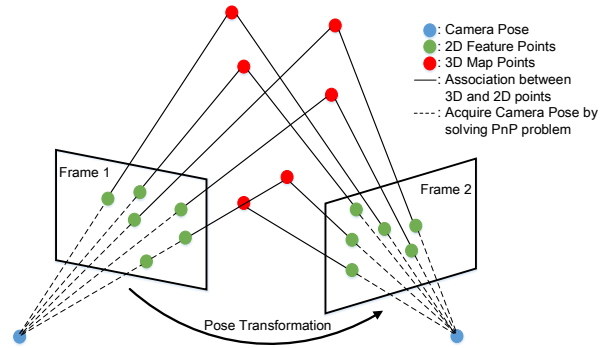 : Camera Pose
: 2D Feature Points
: 3D Map Points
: Association between
3D and 2D points
: Acquire Camera Pose by
solving PnP problem
Frame 1
Frame 2
Pose Transformation